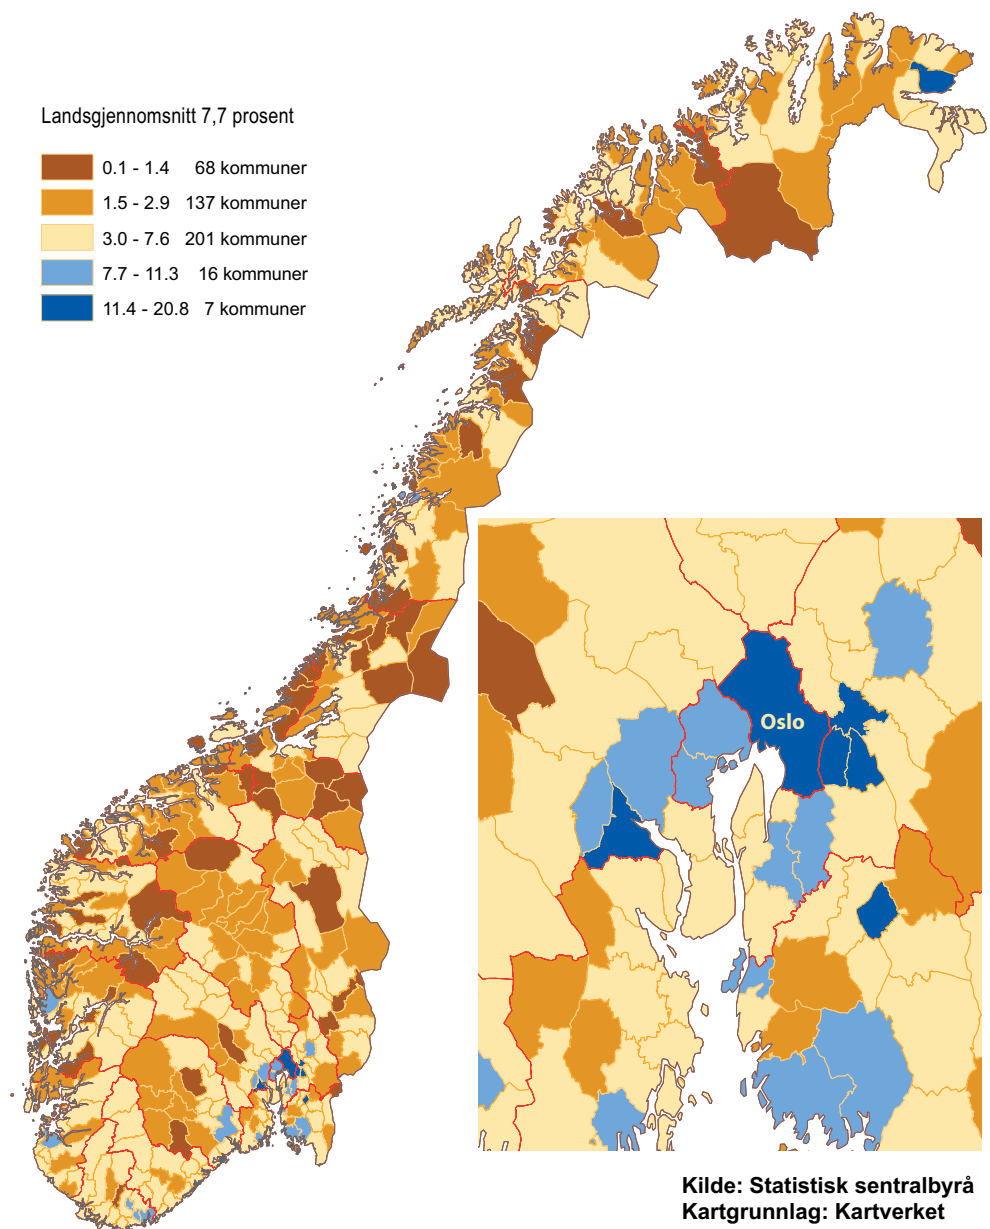 Landsgjennomsnitt 7,7 prosent
0.1 - 1.4 68 kommuner
1.5 - 2.9 137 kommuner
3.0 - 7.6 201 kommuner
7.7 - 11.3 16 kommuner
11.4 - 20.8 7 kommuner
Oslo
Kilde: Statistisk sentralbyrå
Kartgrunnlag: Kartverket